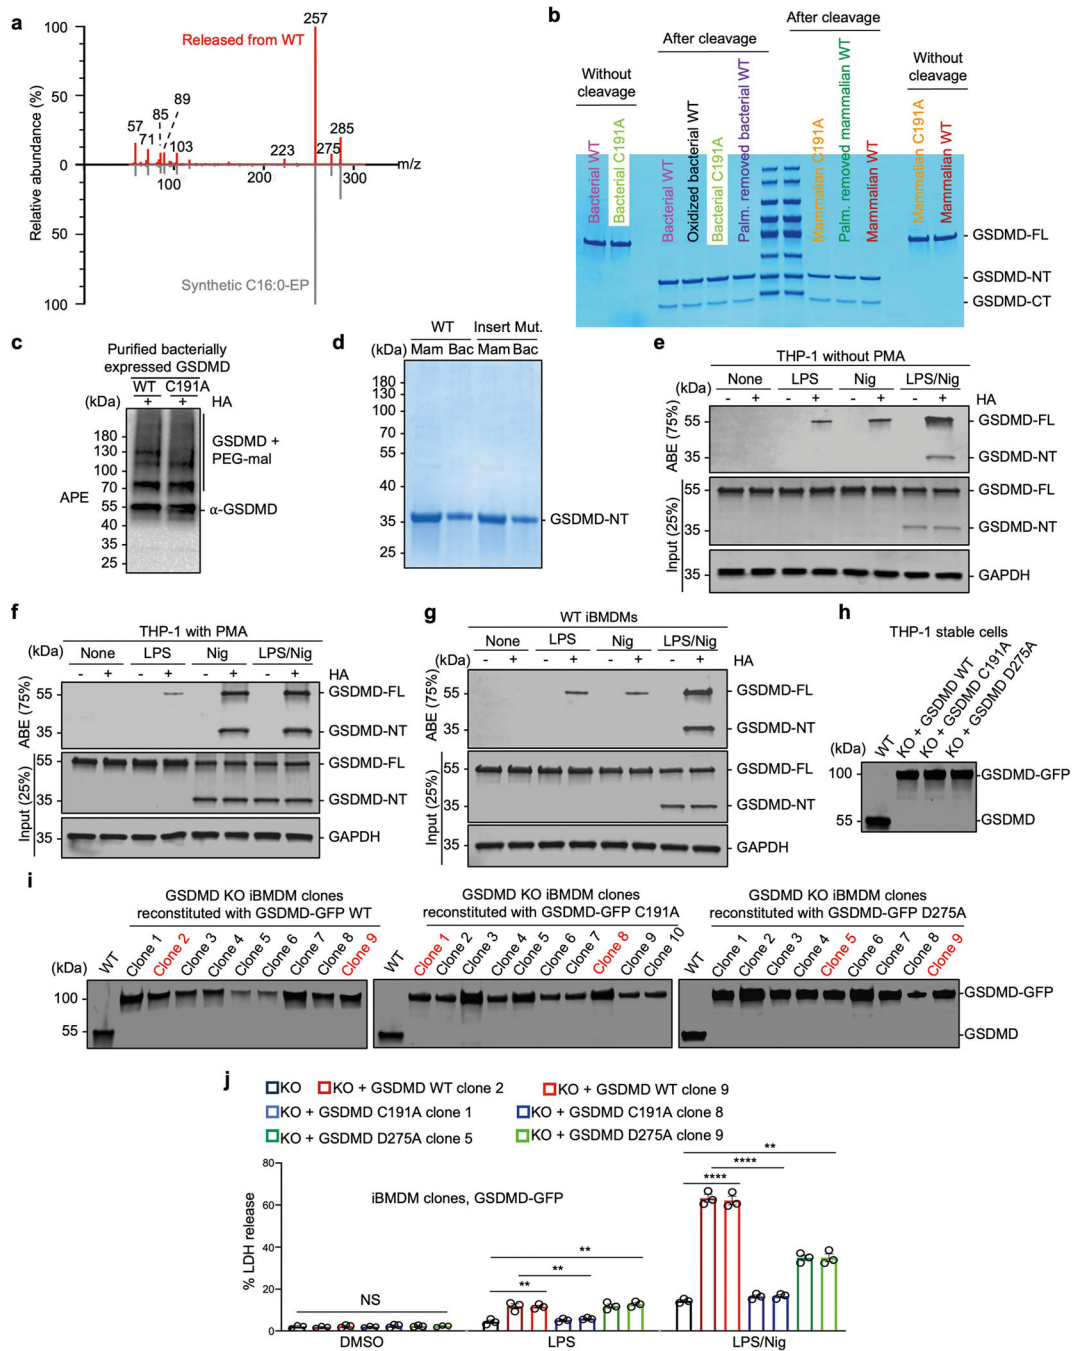 a
100
50
0
50
100
Relative abundance (%)
Released from WT
257
57
71
85
89
103
223
275
285
100
200
300
m/z
Synthetic C16:0-EP
b
After cleavage
After cleavage
Without
cleavage
Without
cleavage
Bacterial WT
Bacterial C191A
Bacterial WT
Oxidized bacterial WT
Bacterial C191A
Palm. removed bacterial WT
Mammalian C191A
Palm. removed mammalian WT
Mammalian WT
Mammalian C191A
Mammalian WT
GSDMD-FL
GSDMD-NT
GSDMD-CT
c
Purified bacterially
expressed GSDMD
WT C191A
(kDa) + + HA
180
130
100
70
55
40
35
25
APE
GSDMD +
PEG-mal
α-GSDMD
d
WT Insert Mut.
(kDa) Mam Bac Mam Bac
180
130
100
70
55
40
35
25
GSDMD-NT
e
THP-1 without PMA
None LPS Nig LPS/Nig
(kDa) - + - + - + - + HA
ABE (75%)
55
35
GSDMD-FL
GSDMD-NT
Input (25%)
55
35
35
GSDMD-FL
GSDMD-NT
GAPDH
f
THP-1 with PMA
(kDa) None LPS Nig LPS/Nig
- + - + - + - + HA
ABE (75%)
55
35
GSDMD-FL
GSDMD-NT
Input (25%)
55
35
35
GSDMD-FL
GSDMD-NT
GAPDH
g
WT iBMDMs
None LPS Nig LPS/Nig
(kDa) - + - + - + - + HA
ABE (75%)
55
35
GSDMD-FL
GSDMD-NT
Input (25%)
55
35
35
GSDMD-FL
GSDMD-NT
GAPDH
h
THP-1 stable cells
WT
KO + GSDMD WT
KO + GSDMD C191A
KO + GSDMD D275A
(kDa)
100
55
GSDMD-GFP
GSDMD
i
GSDMD KO iBMDM clones
reconstituted with GSDMD-GFP WT
WT
Clone 1
Clone 2
Clone 3
Clone 4
Clone 5
Clone 6
Clone 7
Clone 8
Clone 9
GSDMD KO iBMDM clones
reconstituted with GSDMD-GFP C191A
WT
Clone 1
Clone 2
Clone 3
Clone 4
Clone 5
Clone 6
Clone 7
Clone 8
Clone 9
Clone 10
GSDMD KO iBMDM clones
reconstituted with GSDMD-GFP D275A
WT
Clone 1
Clone 2
Clone 3
Clone 4
Clone 5
Clone 6
Clone 7
Clone 8
Clone 9
(kDa)
100
55
GSDMD-GFP
GSDMD
j
KO KO + GSDMD WT clone 2 KO + GSDMD WT clone 9
KO + GSDMD C191A clone 1 KO + GSDMD C191A clone 8
KO + GSDMD D275A clone 5 KO + GSDMD D275A clone 9
% LDH release
80
60
40
20
0
iBMDM clones, GSDMD-GFP
NS
**
**
**
**
****
****
DMSO LPS LPS/Nig